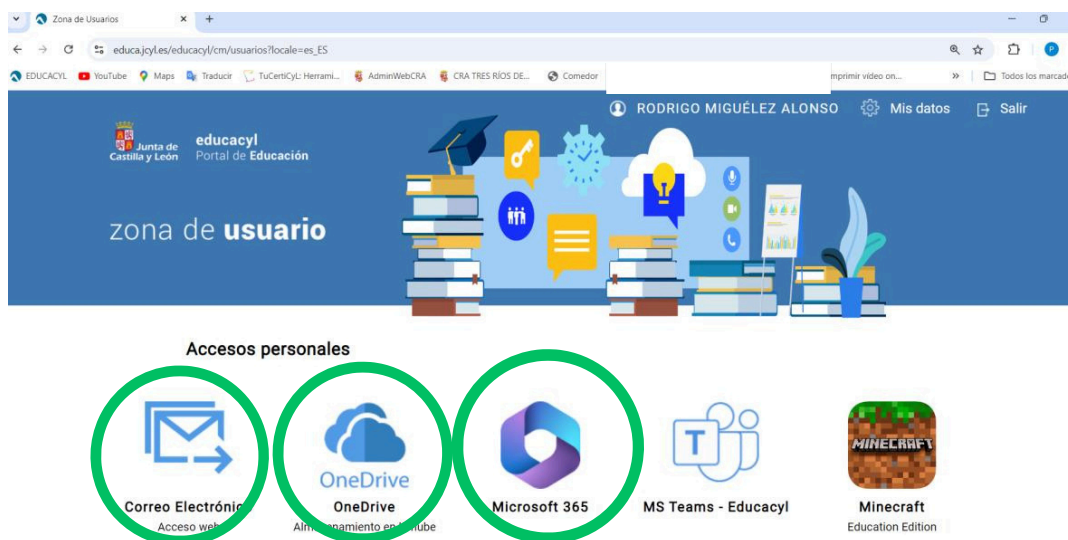 Zona de Usuarios
educa.jcyl.es/educacyl/cm/usuarios?locale=es_ES
P
EDUCACYL YouTube Maps Traducir TuCertiCyL: Herrami... AdminWebCRA CRA TRES RÍOS DE... Comedor mprimir vídeo on... » Todos los marcad
RODRIGO MIGUÉLEZ ALONSO Mis datos Salir
Junta de
Castilla y León
educacyl
Portal de Educación
zona de usuario
Accesos personales
OneDrive
T
MINECRAFT
Correo Electrónic OneDrive Microsoft 365 MS Teams - Educacyl Minecraft
Acceso web Education Edition